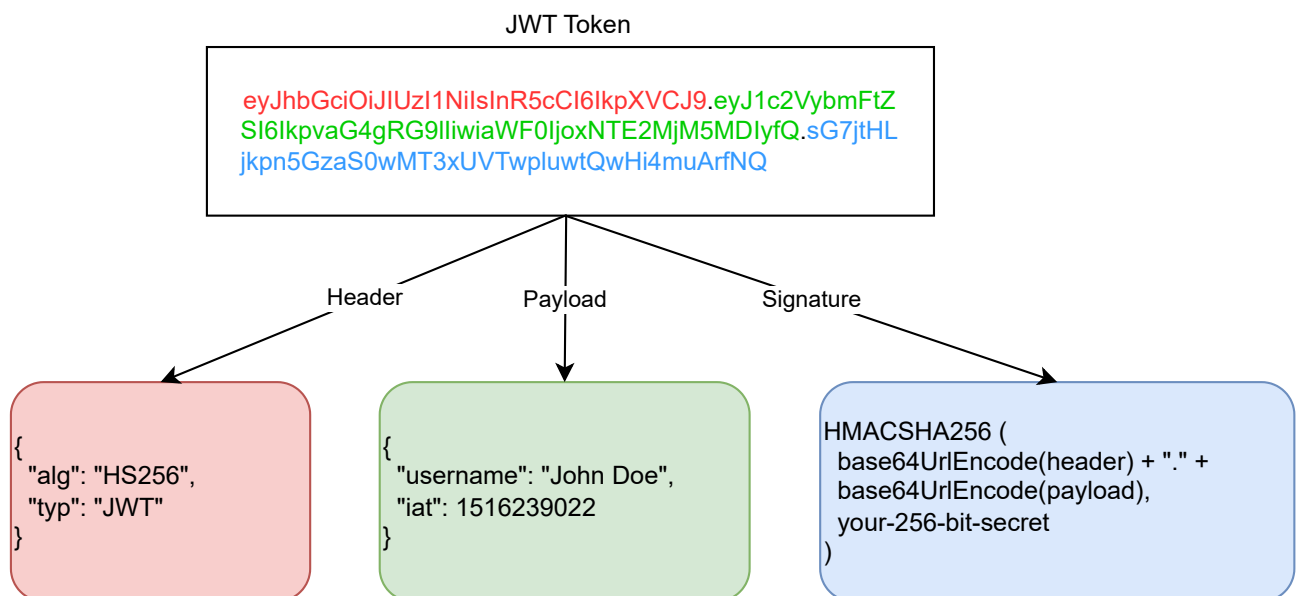 JWT Token
eyJhbGciOiJIUzI1NiIsInR5cCI6IkpXVCJ9.eyJ1c2VybmFtZ
SI6IkpvaG4gRG9lIiwiaWF0IjoxNTE2MjM5MDIyfQ.sG7jtHL
jkpn5GzaS0wMT3xUVTwpluwtQwHi4muArfNQ
Header
Payload
Signature
{
"alg": "HS256",
"typ": "JWT"
}
{
"username": "John Doe",
"iat": 1516239022
}
HMACSHA256 (
base64UrlEncode(header) + "." +
base64UrlEncode(payload),
your-256-bit-secret
)